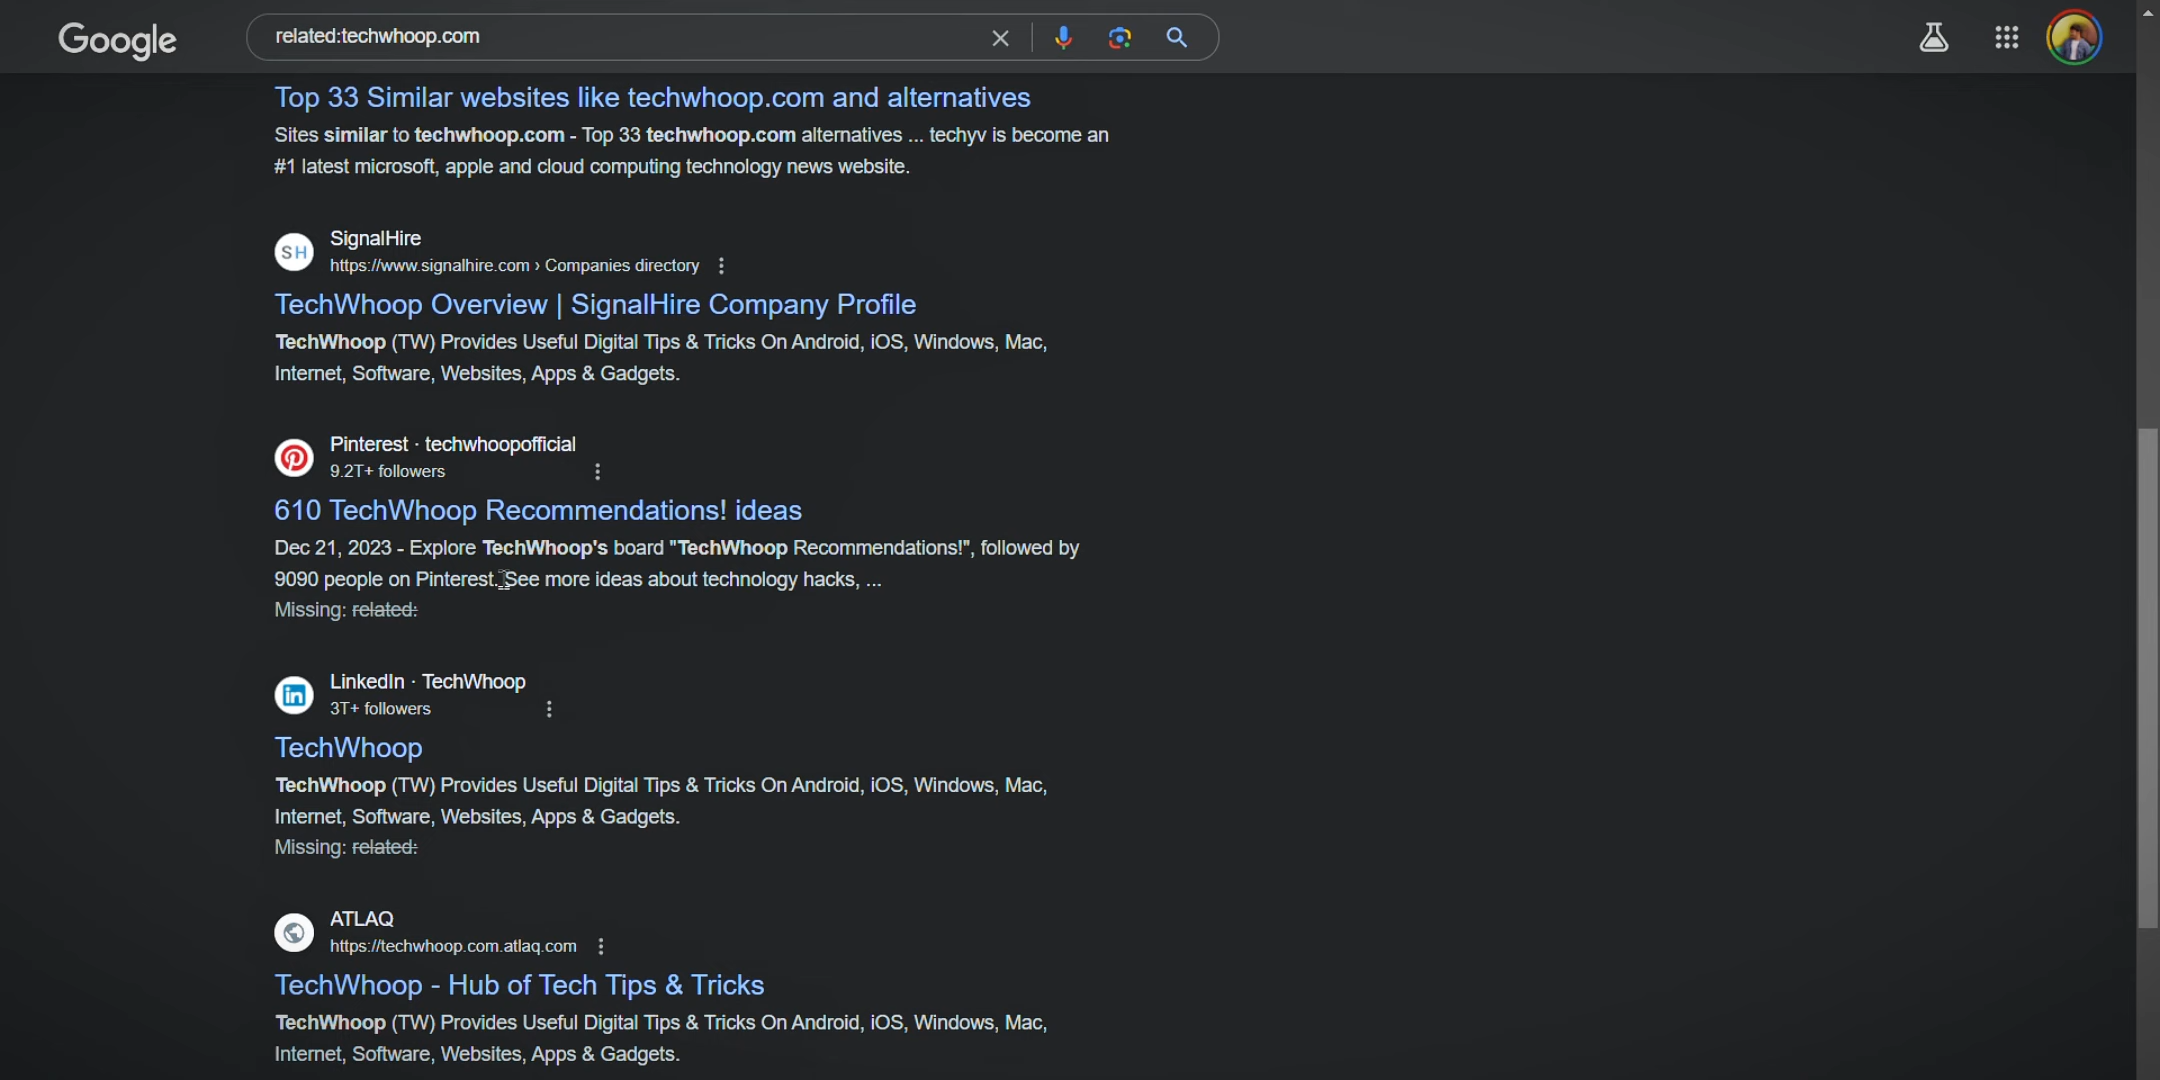 Google
related:techwhoop.com
Top 33 Similar websites like techwhoop.com and alternatives
Sites similar to techwhoop.com - Top 33 techwhoop.com alternatives ... techyv is become an
#1 latest microsoft, apple and cloud computing technology news website.
SH
SignalHire
https://www.signalhire.com › Companies directory
TechWhoop Overview | SignalHire Company Profile
TechWhoop (TW) Provides Useful Digital Tips & Tricks On Android, iOS, Windows, Mac,
Internet, Software, Websites, Apps & Gadgets.
Pinterest · techwhoopofficial
9.2T+ followers
610 TechWhoop Recommendations! ideas
Dec 21, 2023 - Explore TechWhoop's board "TechWhoop Recommendations!", followed by
9090 people on Pinterest. See more ideas about technology hacks, ...
Missing: related:
in
LinkedIn · TechWhoop
3T+ followers
TechWhoop
TechWhoop (TW) Provides Useful Digital Tips & Tricks On Android, iOS, Windows, Mac,
Internet, Software, Websites, Apps & Gadgets.
Missing: related:
ATLAQ
https://techwhoop.com.atlaq.com
TechWhoop - Hub of Tech Tips & Tricks
TechWhoop (TW) Provides Useful Digital Tips & Tricks On Android, iOS, Windows, Mac,
Internet, Software, Websites, Apps & Gadgets.